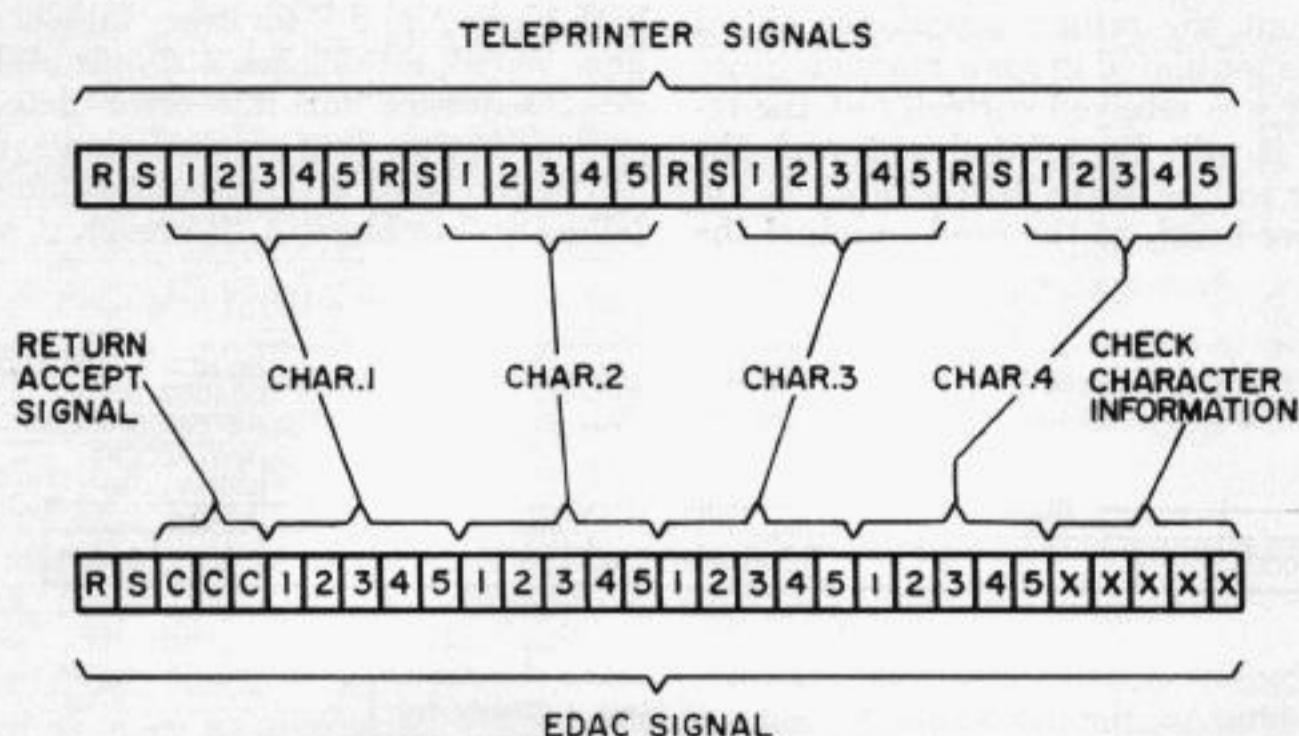 TELEPRINTER SIGNALS
R S 1 2 3 4 5 R S 1 2 3 4 5 R S 1 2 3 4 5 R S 1 2 3 4 5
RETURN
ACCEPT
SIGNAL
CHAR.1
CHAR.2
CHAR.3
CHAR.4
CHECK
CHARACTER
INFORMATION
R S C C C 1 2 3 4 5 1 2 3 4 5 1 2 3 4 5 1 2 3 4 5 X X X X X
EDAC SIGNAL